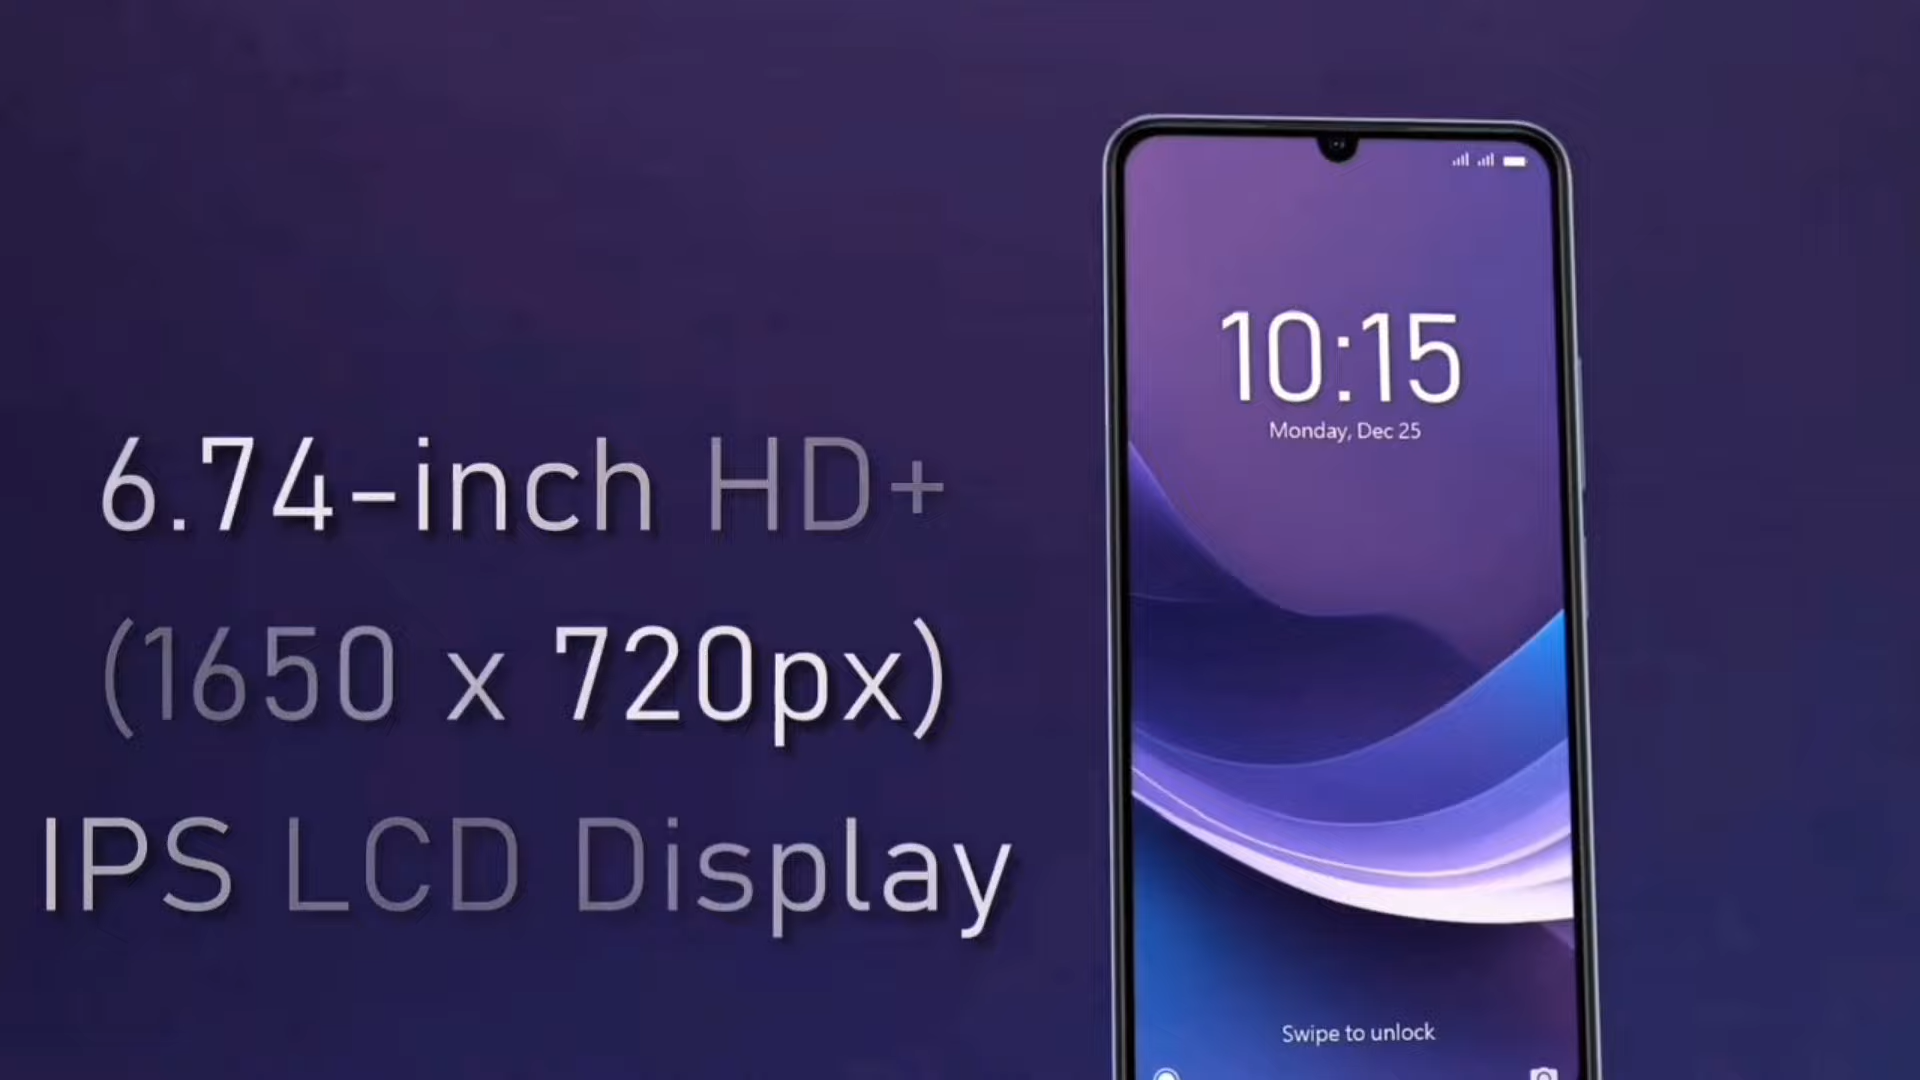 6.74-inch HD+
(1650 x 720px)
IPS LCD Display
10:15
Monday, Dec 25
Swipe to unlock